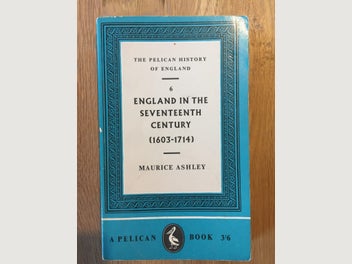 THE PELICAN HISTORY
OF ENGLAND
6
ENGLAND IN THE
SEVENTEENTH
CENTURY
(1603-1714)
MAURICE ASHLEY
A PELICAN BOOK 3/6